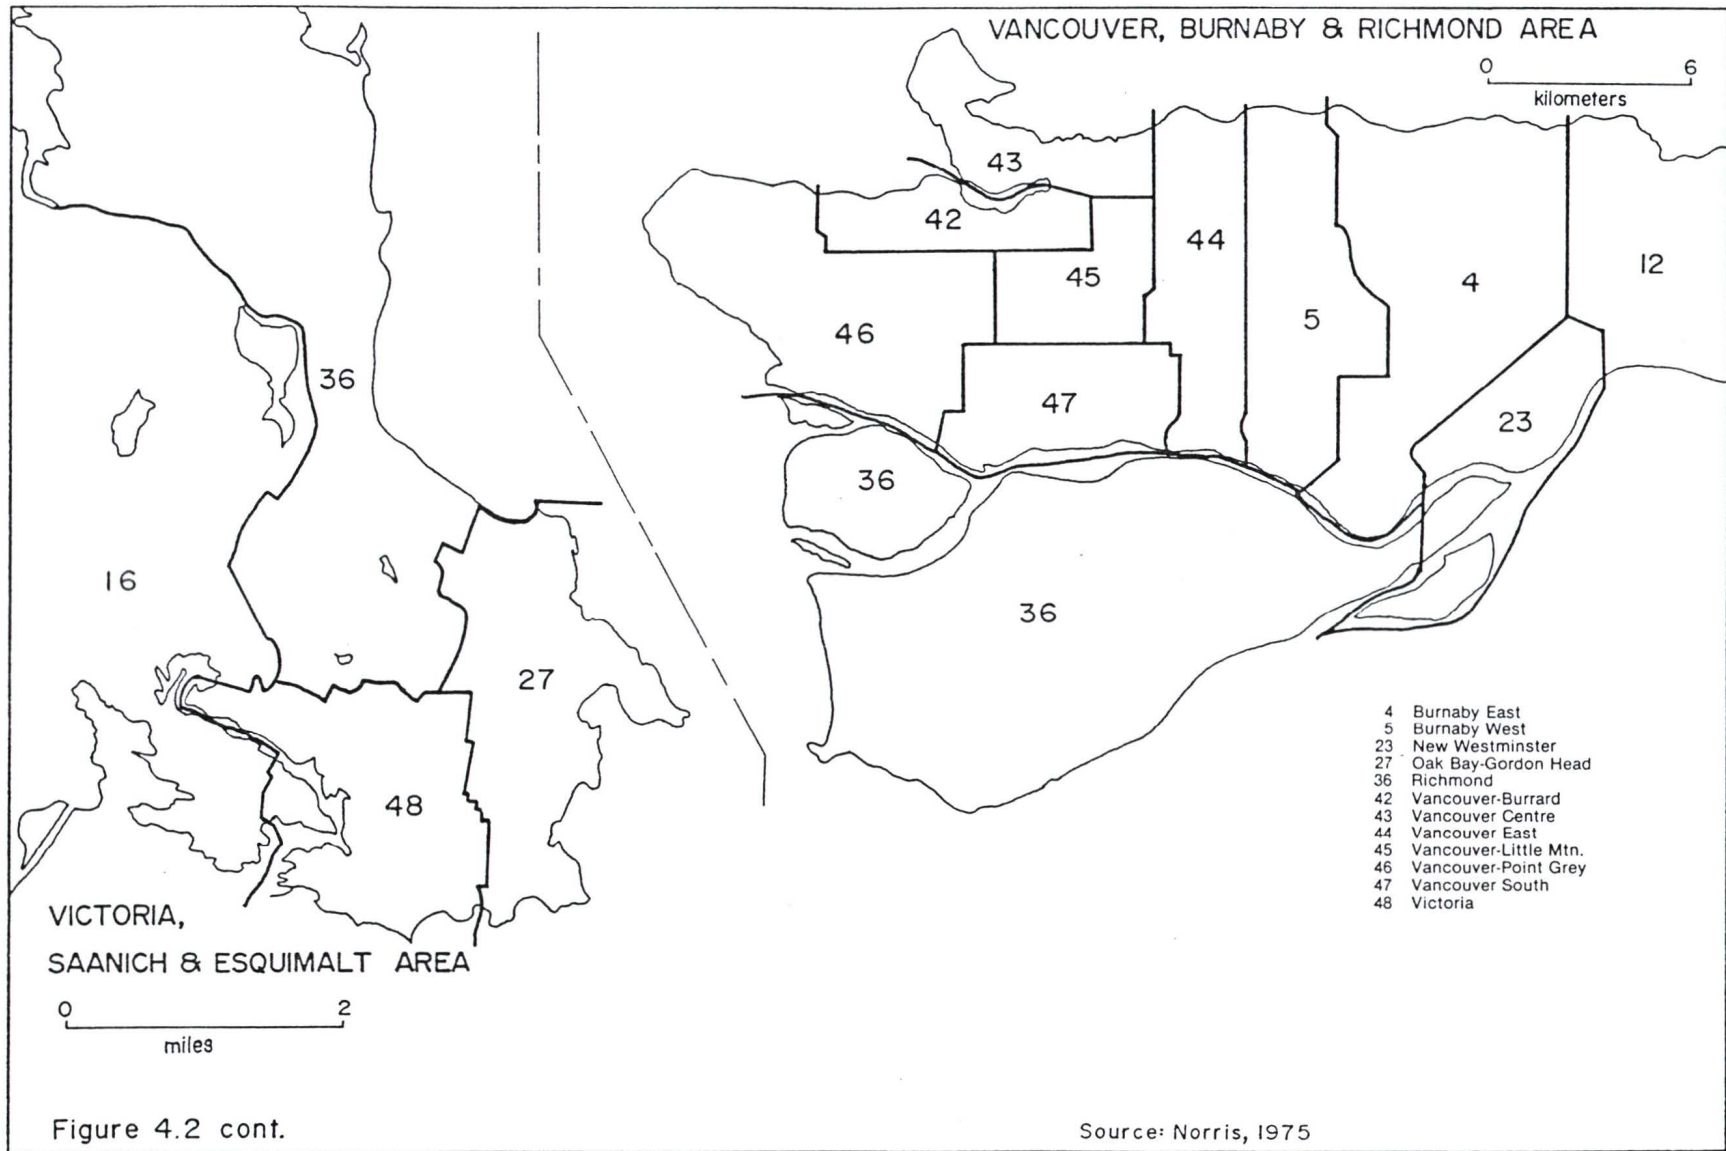 VANCOUVER, BURNABY & RICHMOND AREA
0 6
kilometers
43
42
44
12
45
4
5
46
36
47
23
36
16
36
27
48
4 Burnaby East
5 Burnaby West
23 New Westminster
27 Oak Bay-Gordon Head
36 Richmond
42 Vancouver-Burrard
43 Vancouver Centre
44 Vancouver East
45 Vancouver-Little Mtn.
46 Vancouver-Point Grey
47 Vancouver South
48 Victoria
VICTORIA,
SAANICH & ESQUIMALT AREA
0 2
miles
Figure 4.2 cont.
Source: Norris, 1975